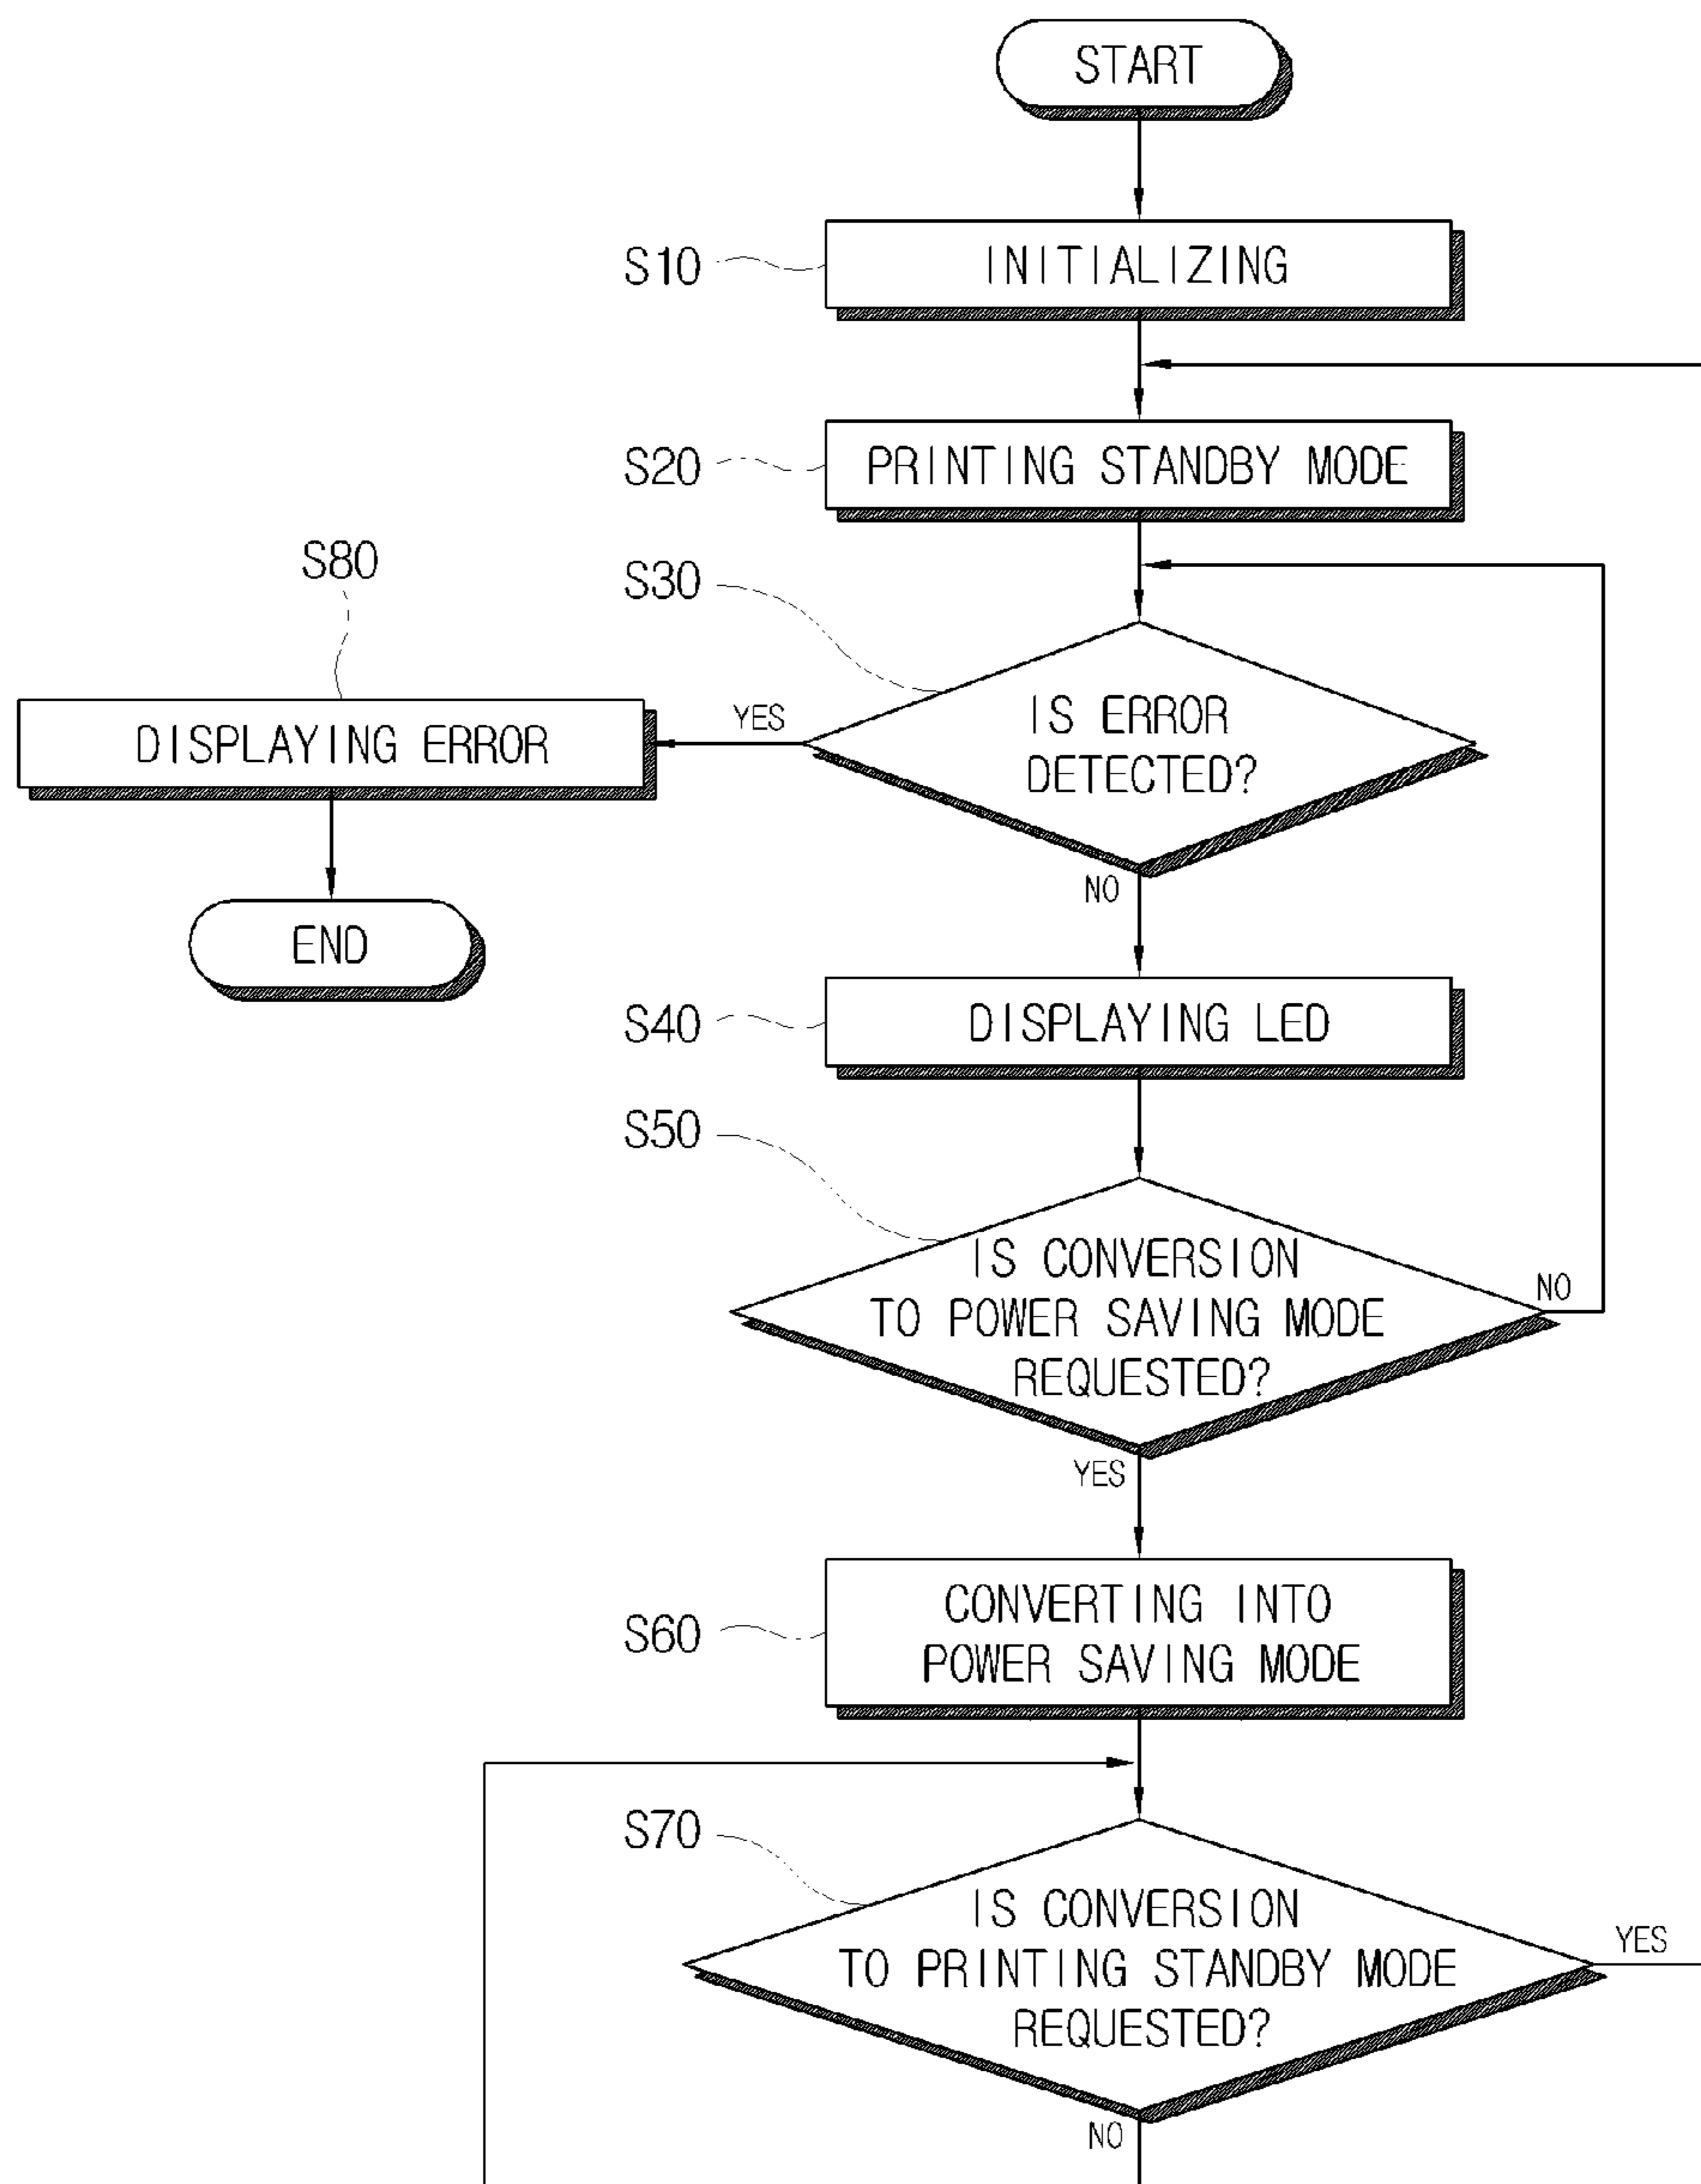 START
S10
INITIALIZING
S20
PRINTING STANDBY MODE
S80
S30
DISPLAYING ERROR
YES
IS ERROR
DETECTED?
NO
END
S40
DISPLAYING LED
S50
IS CONVERSION
TO POWER SAVING MODE
REQUESTED?
NO
YES
S60
CONVERTING INTO
POWER SAVING MODE
S70
IS CONVERSION
TO PRINTING STANDBY MODE
REQUESTED?
YES
NO